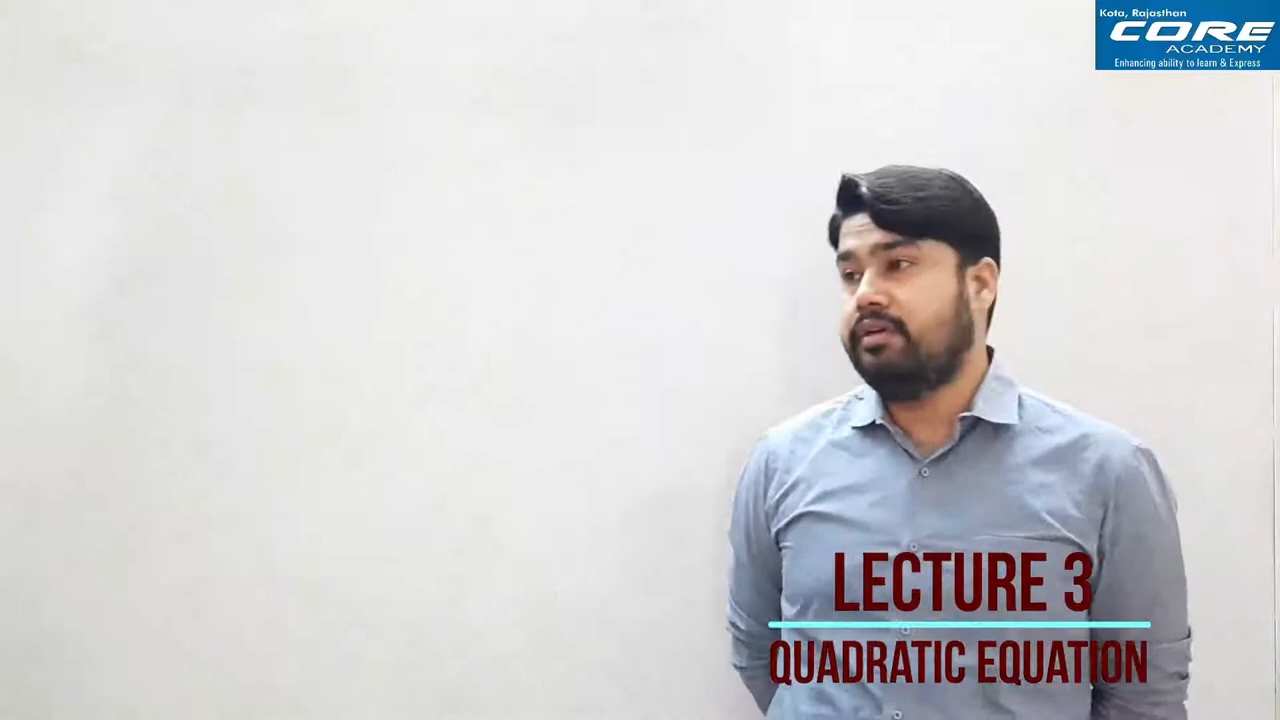 Kota, Rajasthan
CORE
ACADEMY
Enhancing ability to learn & Express
LECTURE 3
QUADRATIC EQUATION